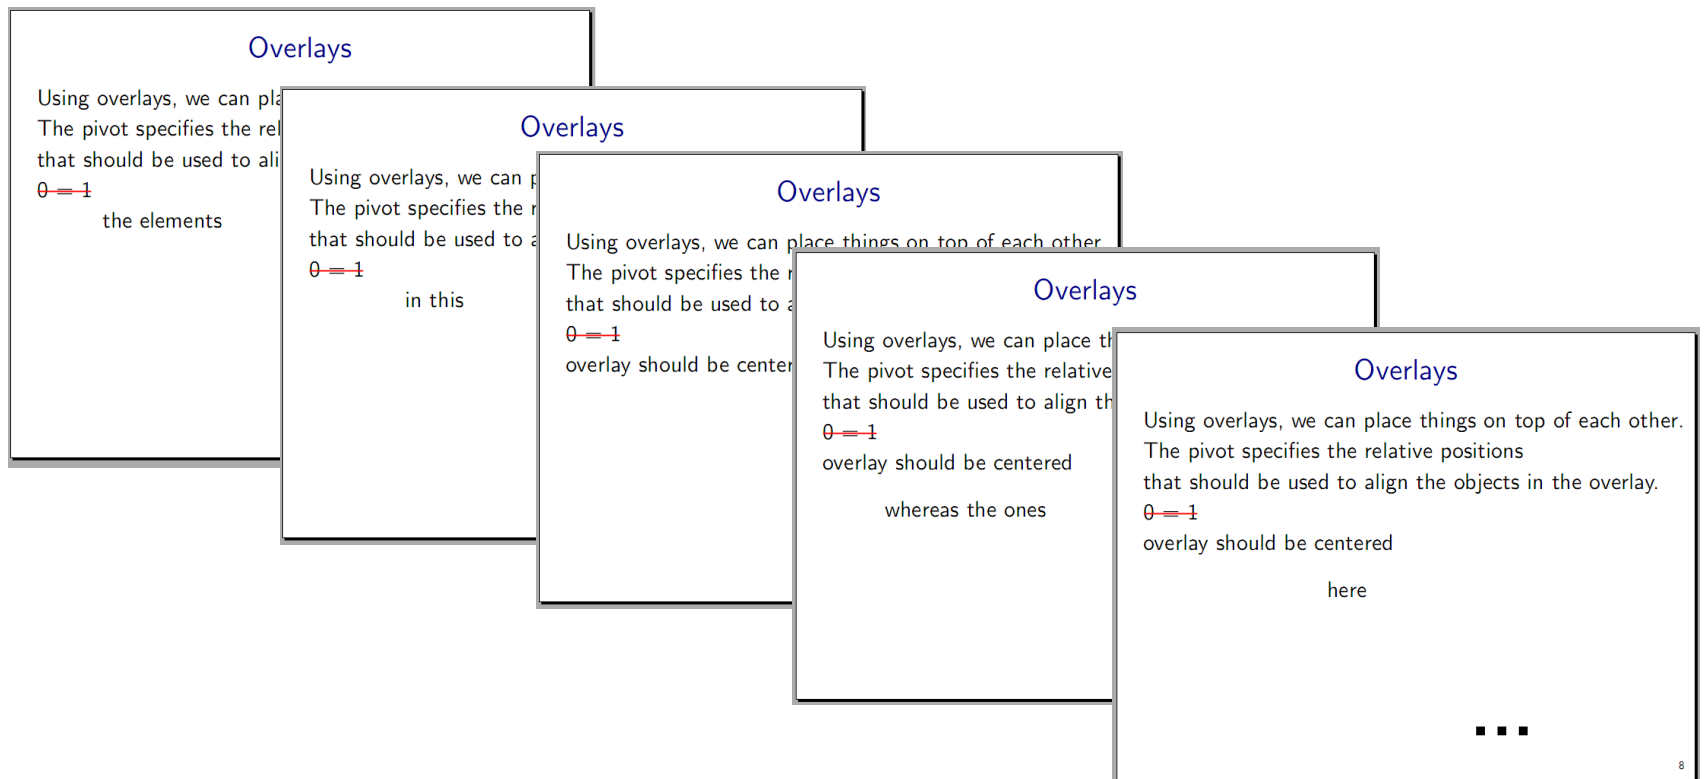 Overlays
Using overlays, we can pla
The pivot specifies the rel
that should be used to ali
0 = 1
the elements
Overlays
Using overlays, we can p
The pivot specifies the r
that should be used to a
0 = 1
in this
Overlays
Using overlays, we can place things on top of each other
The pivot specifies the r
that should be used to a
0 = 1
overlay should be center
Overlays
Using overlays, we can place th
The pivot specifies the relative
that should be used to align th
0 = 1
overlay should be centered
whereas the ones
Overlays
Using overlays, we can place things on top of each other.
The pivot specifies the relative positions
that should be used to align the objects in the overlay.
0 = 1
overlay should be centered
here
...
8